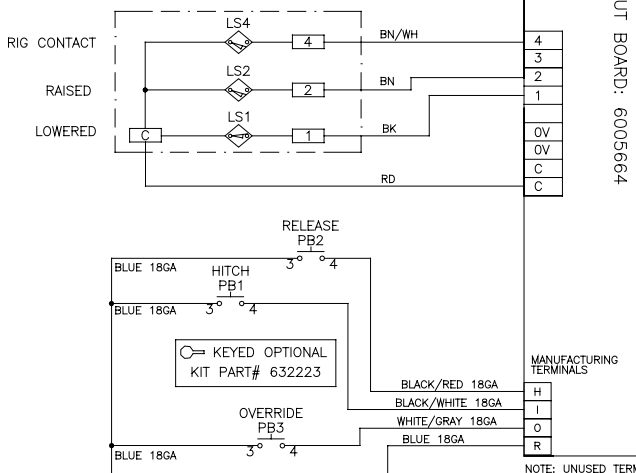 LS4
RIG CONTACT
4
BN/WH
4
3
LS2
RAISED
2
BN
2
1
LS1
LOWERED
C
1
BK
0V
0V
C
RD
C
UT BOARD: 6005664
RELEASE
PB2
3 4
BLUE 18GA
HITCH
PB1
3 4
BLUE 18GA
KEYED OPTIONAL
KIT PART# 632223
MANUFACTURING
TERMINALS
BLACK/RED 18GA
H
BLACK/WHITE 18GA
I
OVERRIDE
PB3
3 4
WHITE/GRAY 18GA
O
BLUE 18GA
BLUE 18GA
R
NOTE: UNUSED TERM